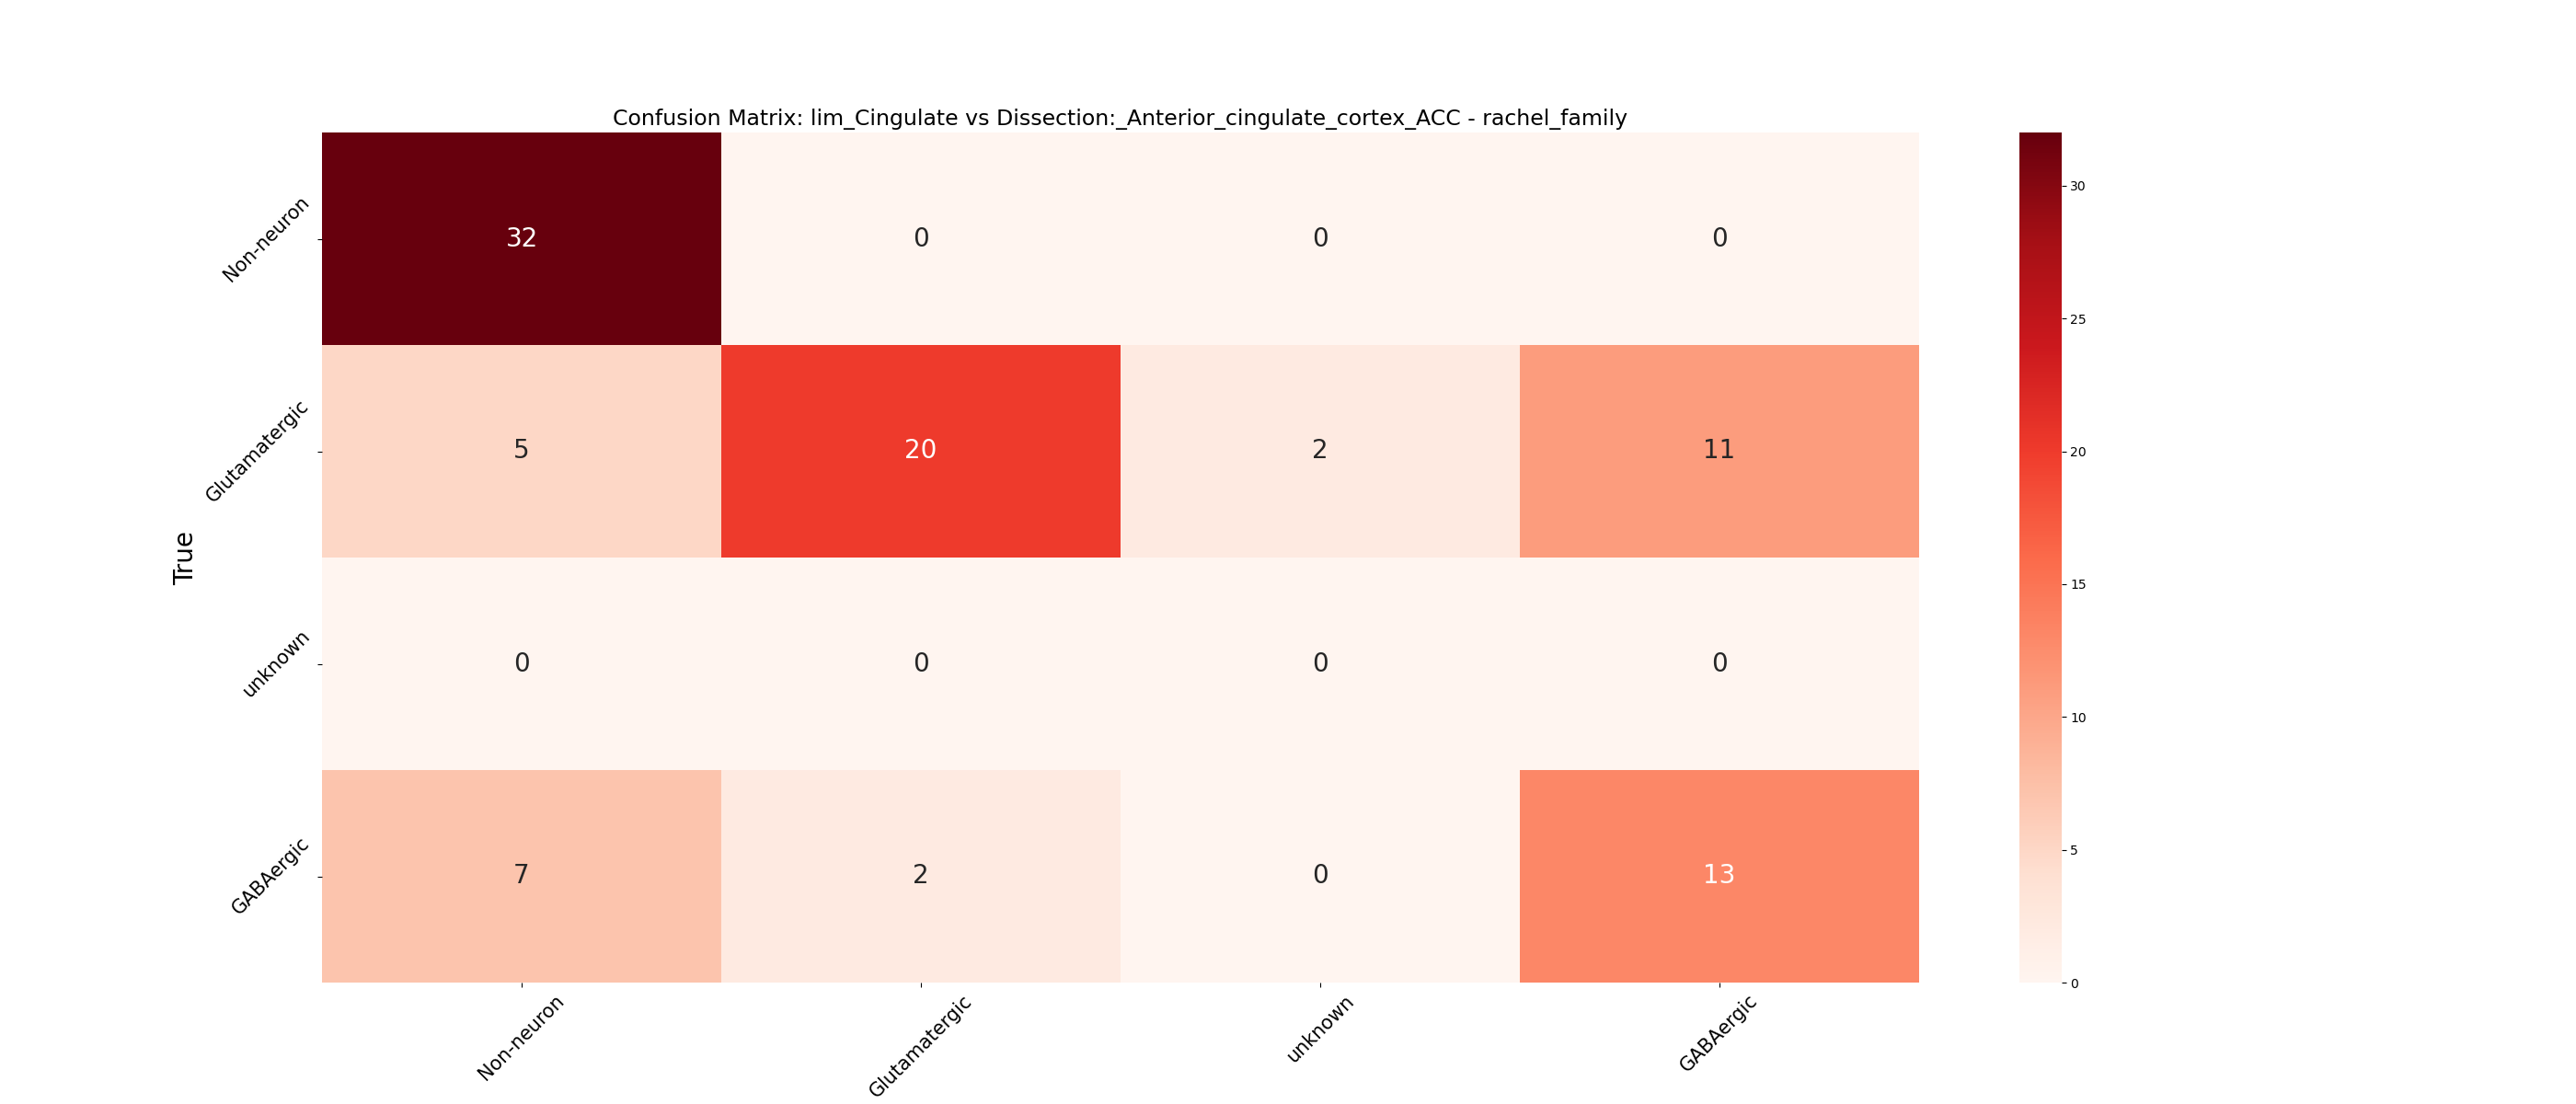 Confusion Matrix: lim_Cingulate vs Dissection:_Anterior_cingulate_cortex_ACC - rachel_family
Non-neuron
32
0
0
0
30
Glutamatergic
5
20
2
11
25
20
True
15
unknown
0
0
0
0
10
GABAergic
7
2
0
13
5
0
Non-neuron
Glutamatergic
unknown
GABAergic